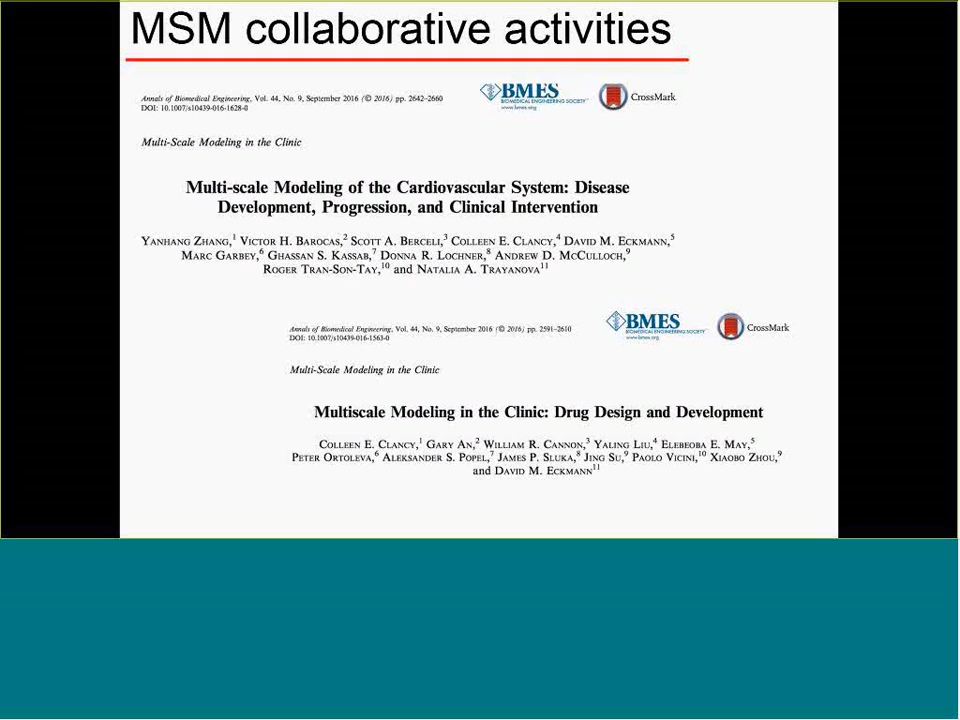 MSM collaborative activities
Annals of Biomedical Engineering, Vol. 44, No. 9, September 2016 (© 2016) pp. 2642–2660
DOI: 10.1007/s10439-016-1628-0
BMES
BIOMEDICAL ENGINEERING SOCIETY™
www.bmes.org
CrossMark
Multi-Scale Modeling in the Clinic
Multi-scale Modeling of the Cardiovascular System: Disease
Development, Progression, and Clinical Intervention
YANHANG ZHANG,1 VICTOR H. BAROCAS,2 SCOTT A. BERCELI,3 COLLEEN E. CLANCY,4 DAVID M. ECKMANN,5
MARC GARBEY,6 GHASSAN S. KASSAB,7 DONNA R. LOCHNER,8 ANDREW D. MCCULLOCH,9
ROGER TRAN-SON-TAY,10 and NATALIA A. TRAYANOVA11
Annals of Biomedical Engineering, Vol. 44, No. 9, September 2016 (© 2016) pp. 2591–2610
DOI: 10.1007/s10439-016-1563-0
BMES
BIOMEDICAL ENGINEERING SOCIETY™
www.bmes.org
CrossMark
Multi-Scale Modeling in the Clinic
Multiscale Modeling in the Clinic: Drug Design and Development
COLLEEN E. CLANCY,1 GARY AN,2 WILLIAM R. CANNON,3 YALING LIU,4 ELEBEOBA E. MAY,5
PETER ORTOLEVA,6 ALEKSANDER S. POPEL,7 JAMES P. SLUKA,8 JING SU,9 PAOLO VICINI,10 XIAOBO ZHOU,9
and DAVID M. ECKMANN11